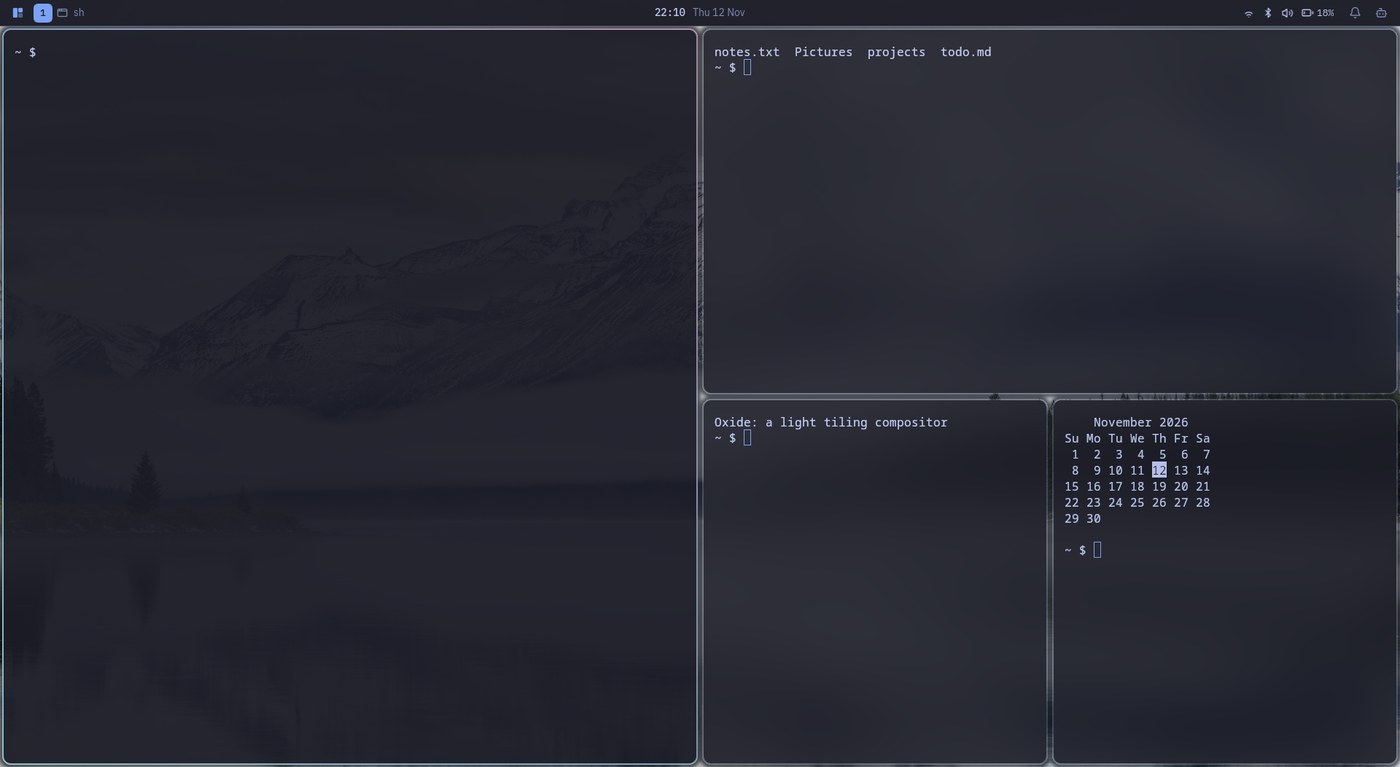 1 sh 22:10 Thu 12 Nov 18%
~ $
notes.txt  Pictures  projects  todo.md
~ $
Oxide: a light tiling compositor
~ $
November 2026
Su Mo Tu We Th Fr Sa
1 2 3 4 5 6 7
8 9 10 11 12 13 14
15 16 17 18 19 20 21
22 23 24 25 26 27 28
29 30
~ $